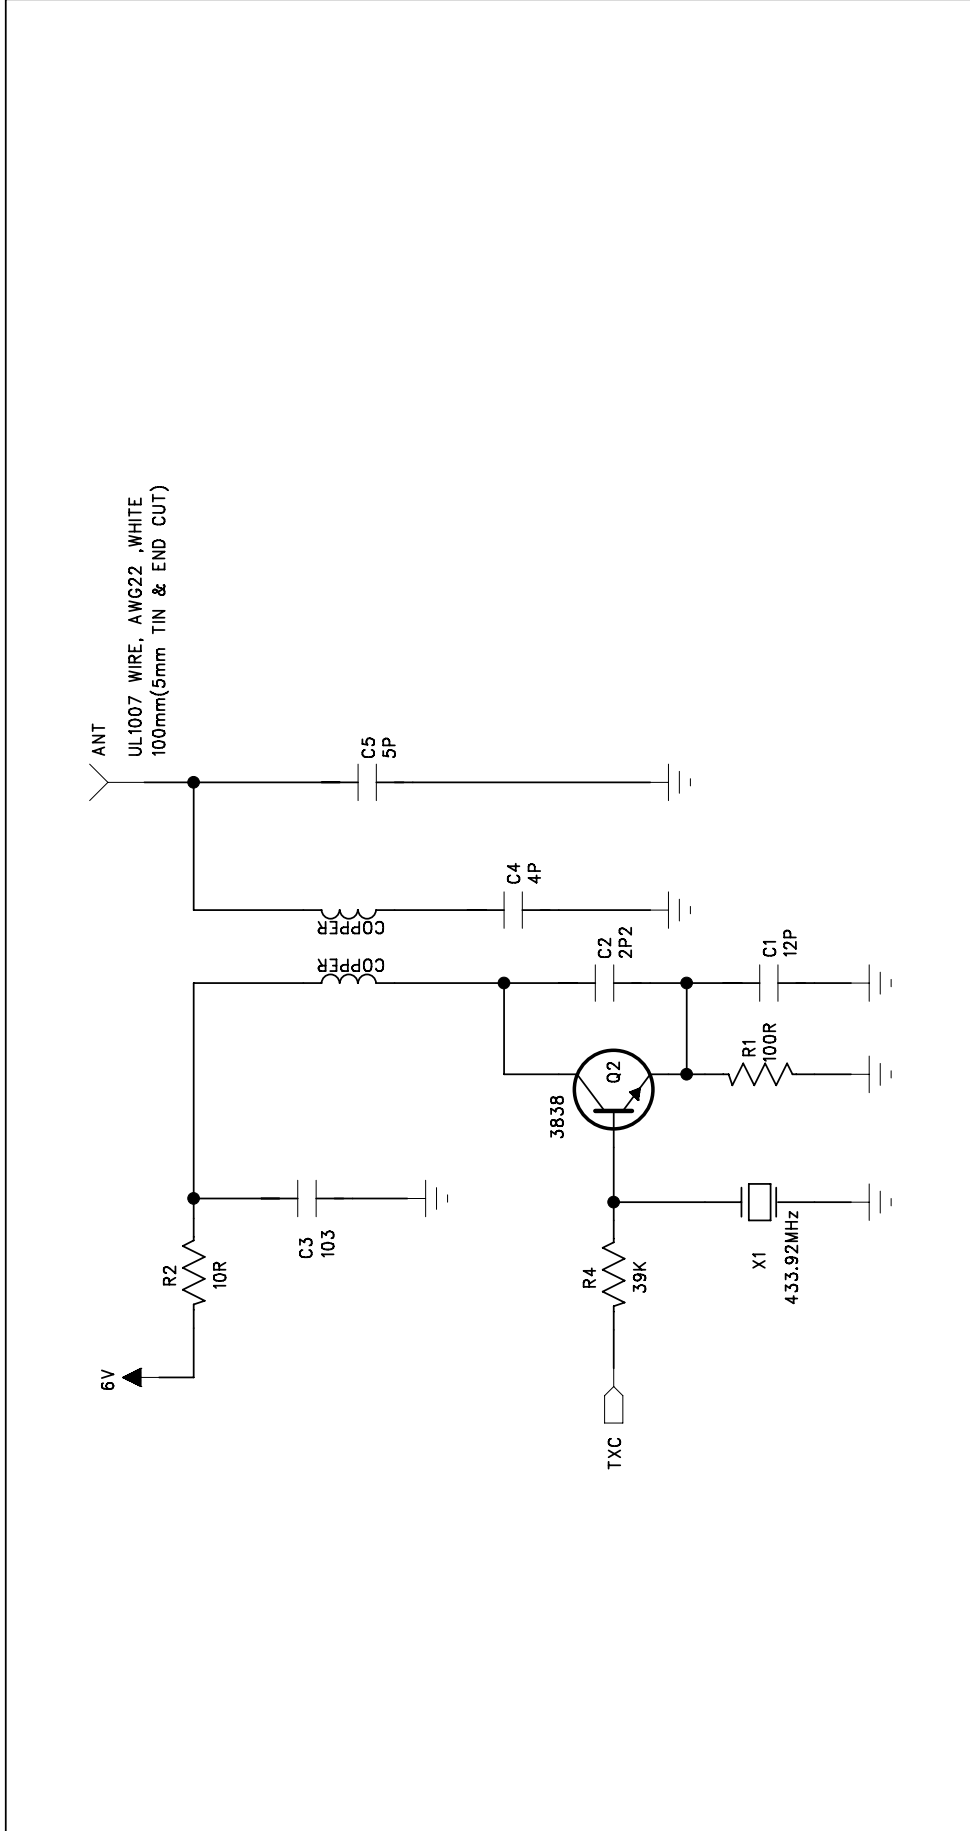 ANT
UL1007 WIRE, AWG22 ,WHITE
100mm(5mm TIN & END CUT)
6V
R2
10R
C3
103
COPPER
COPPER
C5
5P
C4
4P
TXC
R4
39K
3838
Q2
C2
2P2
X1
433.92MHz
R1
100R
C1
12P